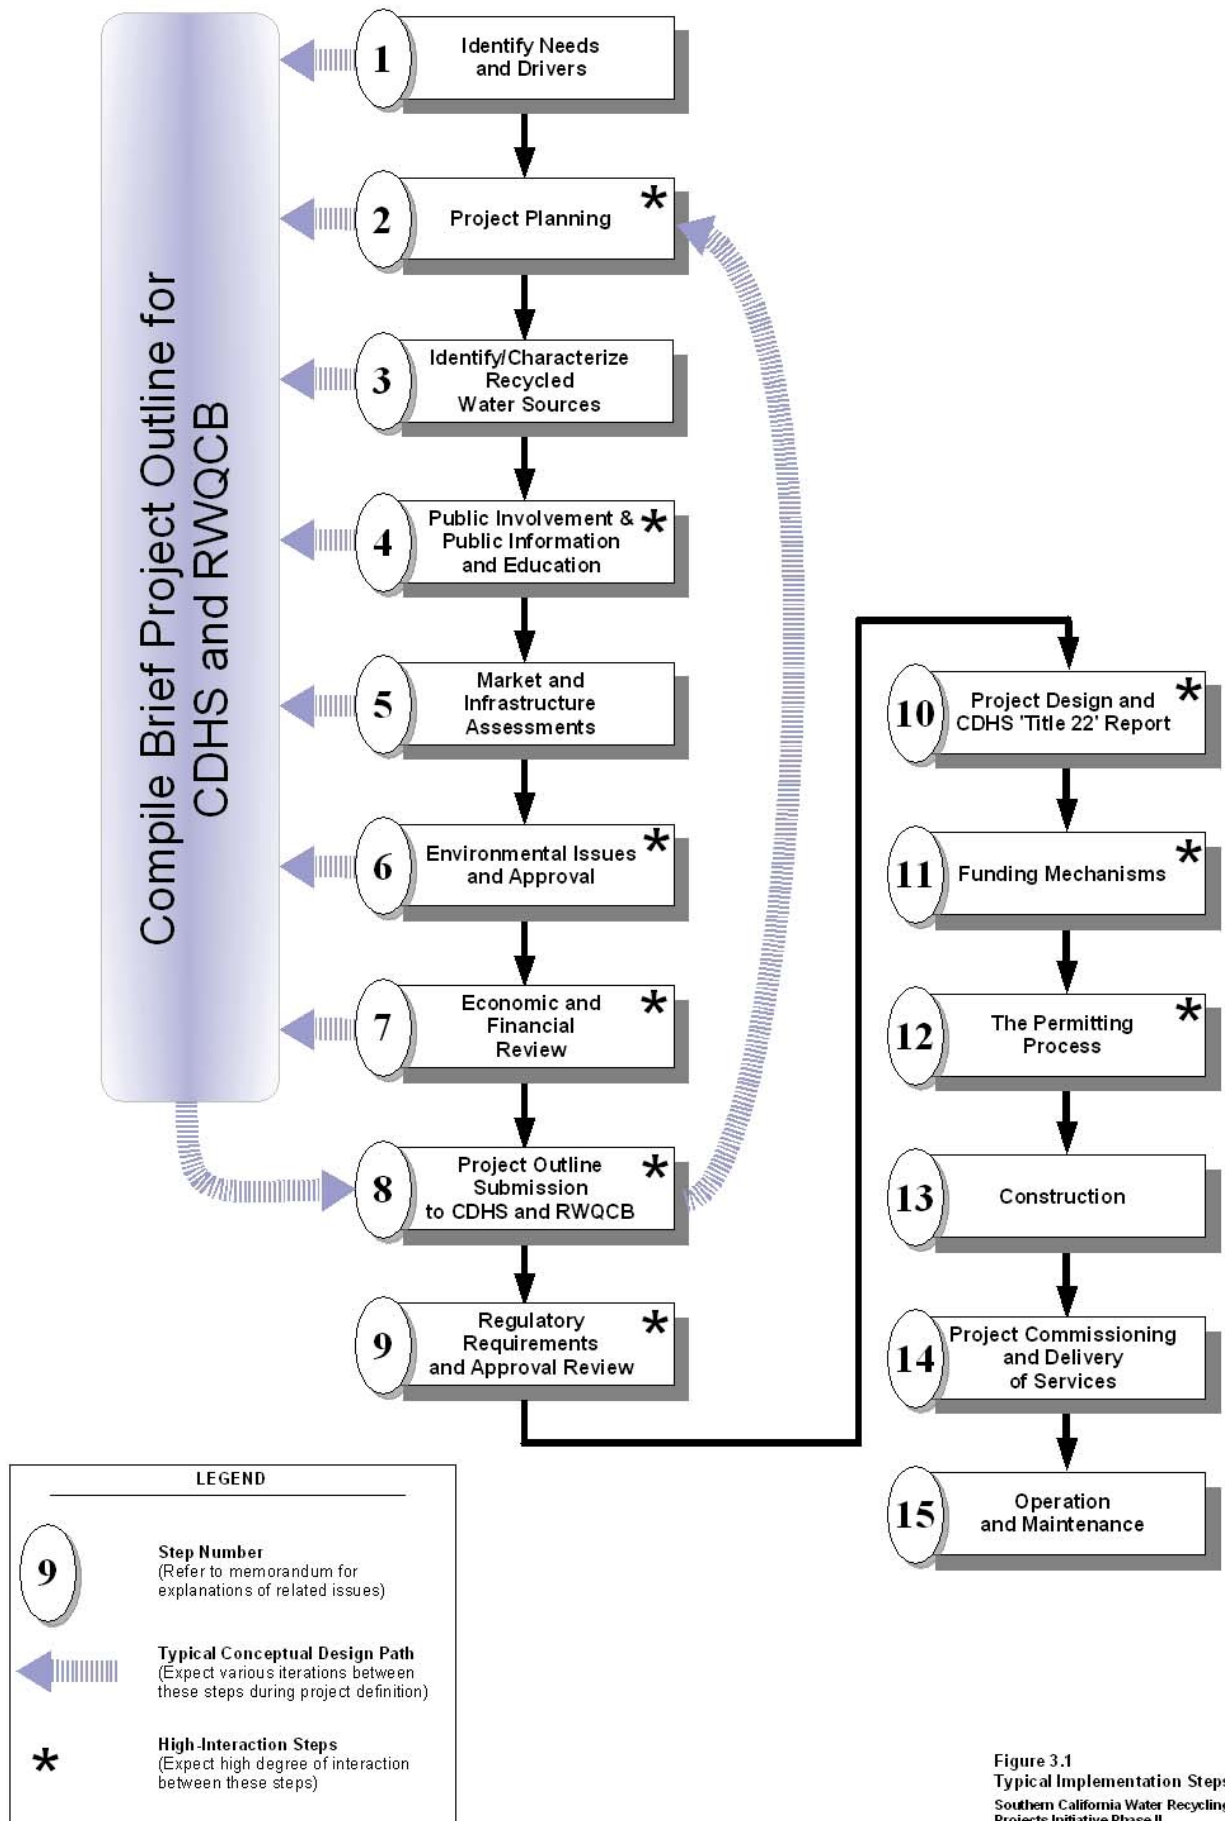 Compile Brief Project Outline for
CDHS and RWQCB
1
Identify Needs
and Drivers
2
Project Planning
*
3
Identify/Characterize
Recycled
Water Sources
4
Public Involvement &
Public Information
and Education
*
5
Market and
Infrastructure
Assessments
6
Environmental Issues
and Approval
*
7
Economic and
Financial
Review
*
8
Project Outline
Submission
to CDHS and RWQCB
*
9
Regulatory
Requirements
and Approval Review
*
10
Project Design and
CDHS 'Title 22' Report
*
11
Funding Mechanisms
*
12
The Permitting
Process
*
13
Construction
14
Project Commissioning
and Delivery
of Services
15
Operation
and Maintenance
LEGEND
9
Step Number
(Refer to memorandum for
explanations of related issues)
Typical Conceptual Design Path
(Expect various iterations between
these steps during project definition)
*
High-Interaction Steps
(Expect high degree of interaction
between these steps)
Figure 3.1
Typical Implementation Steps
Southern California Water Recycling
Projects Initiative Phase II